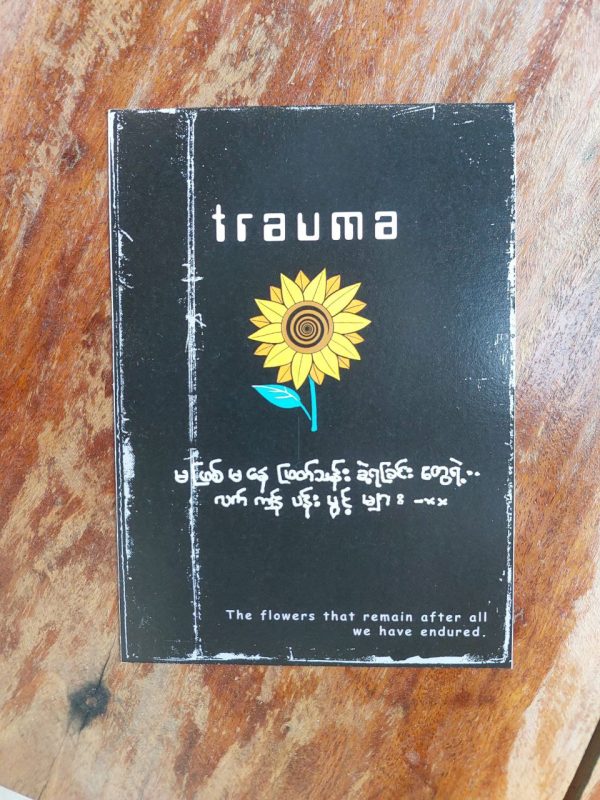 trauma
မဖြစ် မနေ ဖြတ်သန်း ခဲ့ရခြင်း တွေရဲ့..
လက် ကျန် ပန်း ပွင့် များ -xx
The flowers that remain after all
we have endured.